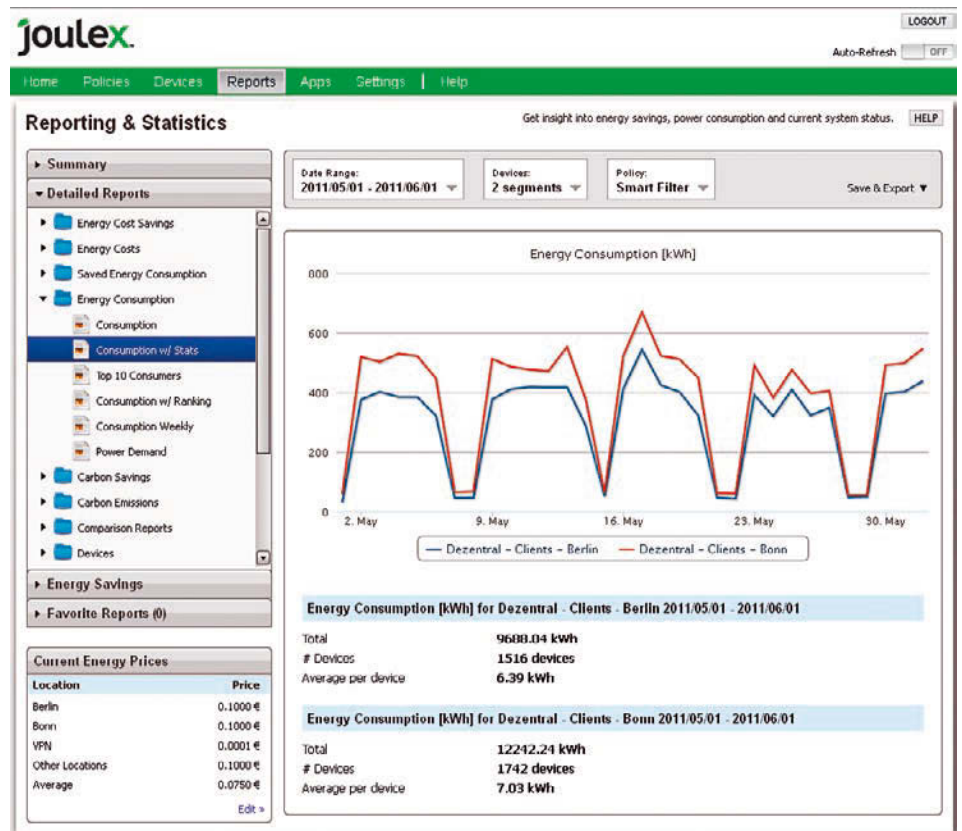 joulex.
LOGOUT
Auto-Refresh OFF
Home Policies Devices Reports Apps Settings | Help
Reporting & Statistics
Get insight into energy savings, power consumption and current system status. HELP
Summary
Detailed Reports
Energy Cost Savings
Energy Costs
Saved Energy Consumption
Energy Consumption
Consumption
Consumption w/ Stats
Top 10 Consumers
Consumption w/ Ranking
Consumption Weekly
Power Demand
Carbon Savings
Carbon Emissions
Comparison Reports
Devices
Energy Savings
Favorite Reports (0)
Current Energy Prices
Location Price
Berlin 0.1000 €
Bonn 0.1000 €
VPN 0.0001 €
Other Locations 0.1000 €
Average 0.0750 €
Edit »
Date Range:
2011/05/01 - 2011/06/01
Devices:
2 segments
Policy:
Smart Filter
Save & Export
Energy Consumption [kWh]
800
600
400
200
0
2. May 9. May 16. May 23. May 30. May
Dezentral - Clients - Berlin Dezentral - Clients - Bonn
Energy Consumption [kWh] for Dezentral - Clients - Berlin 2011/05/01 - 2011/06/01
Total 9688.04 kWh
# Devices 1516 devices
Average per device 6.39 kWh
Energy Consumption [kWh] for Dezentral - Clients - Bonn 2011/05/01 - 2011/06/01
Total 12242.24 kWh
# Devices 1742 devices
Average per device 7.03 kWh